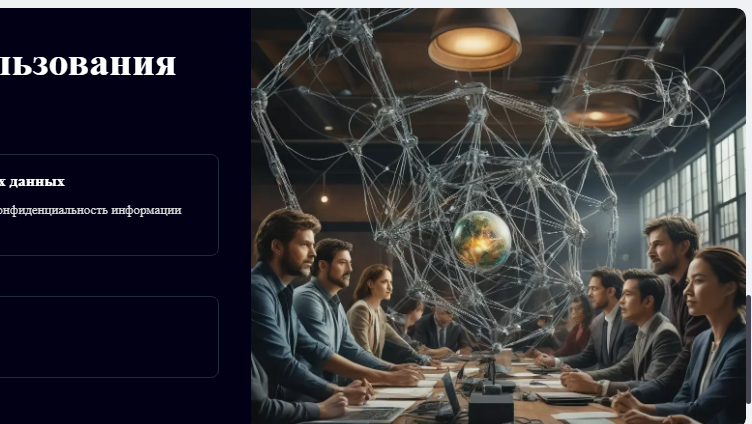 льзования
х данных
онфиденциальность информации